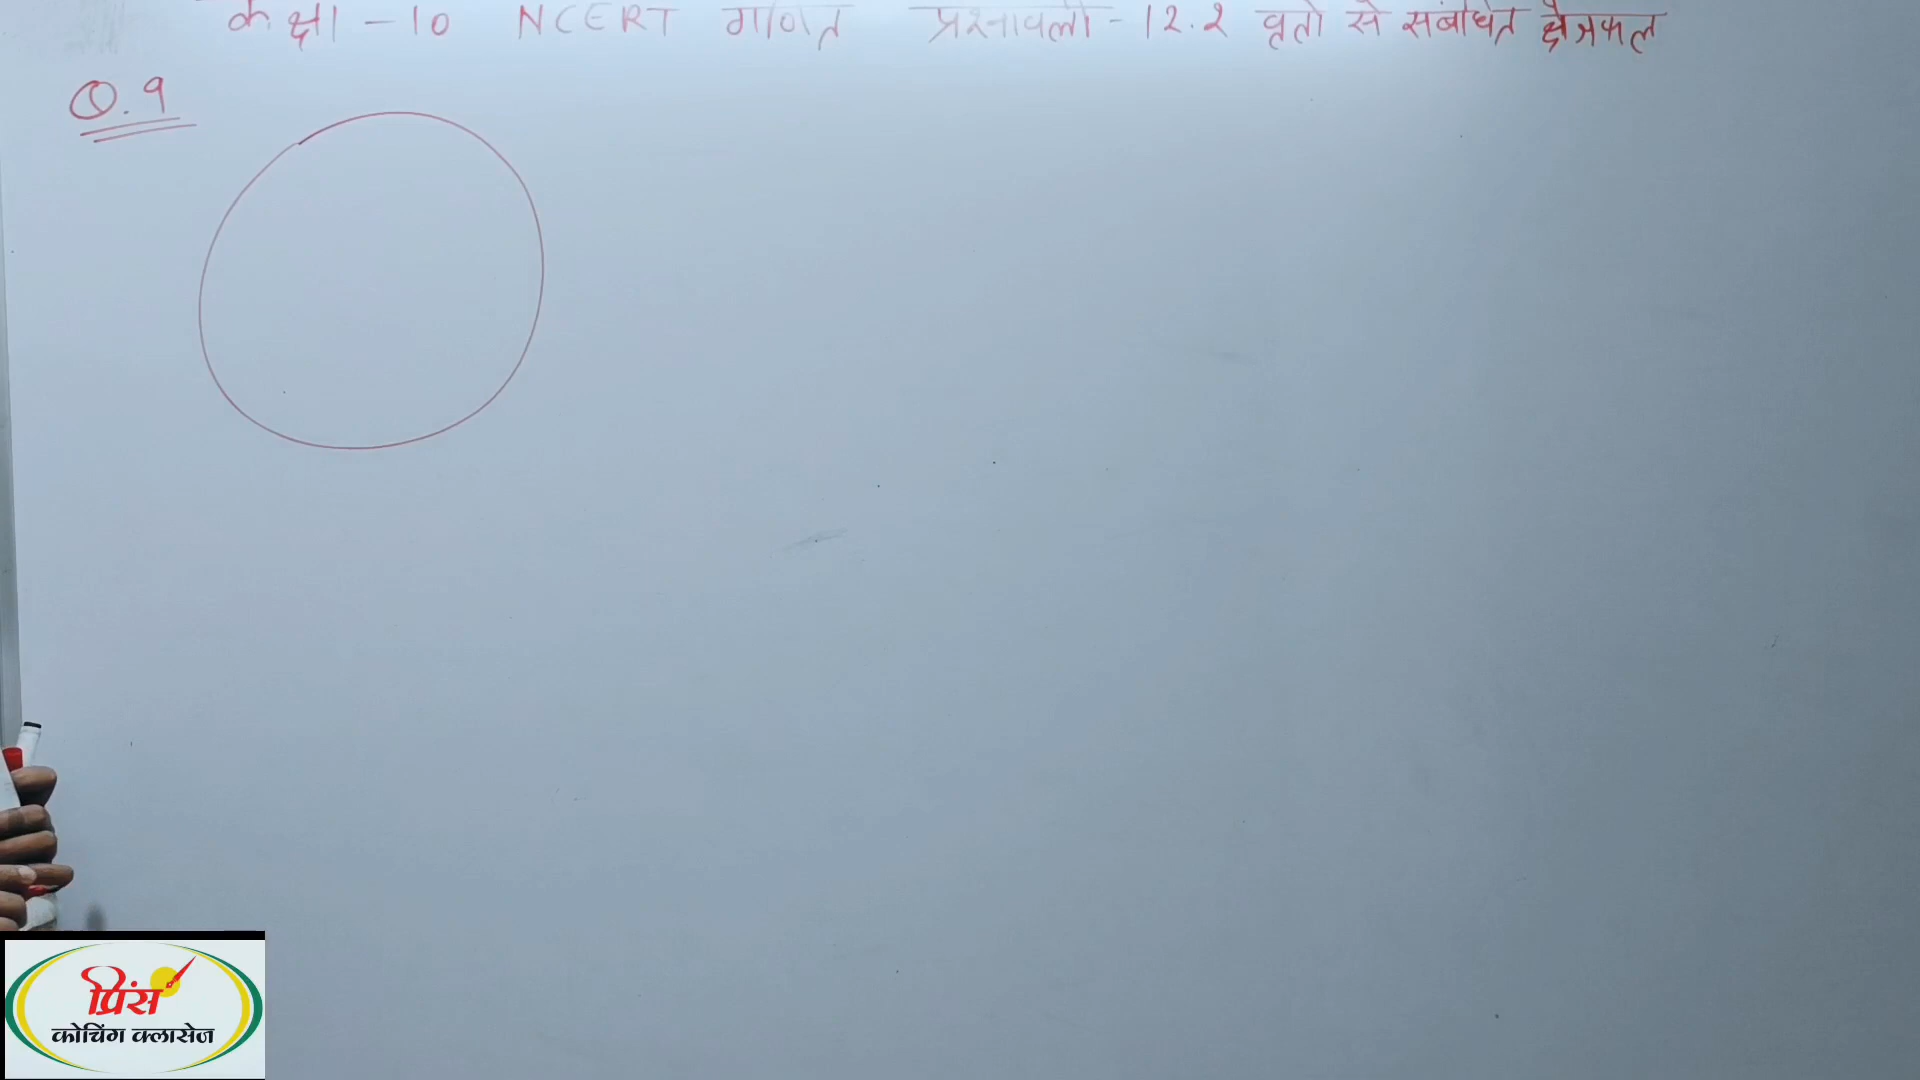 कक्षा - 10 NCERT गणित प्रश्नावली - 12.2 वृतो से संबंधित क्षेत्रफल
Q. 9
प्रिंस
कोचिंग क्लासेज